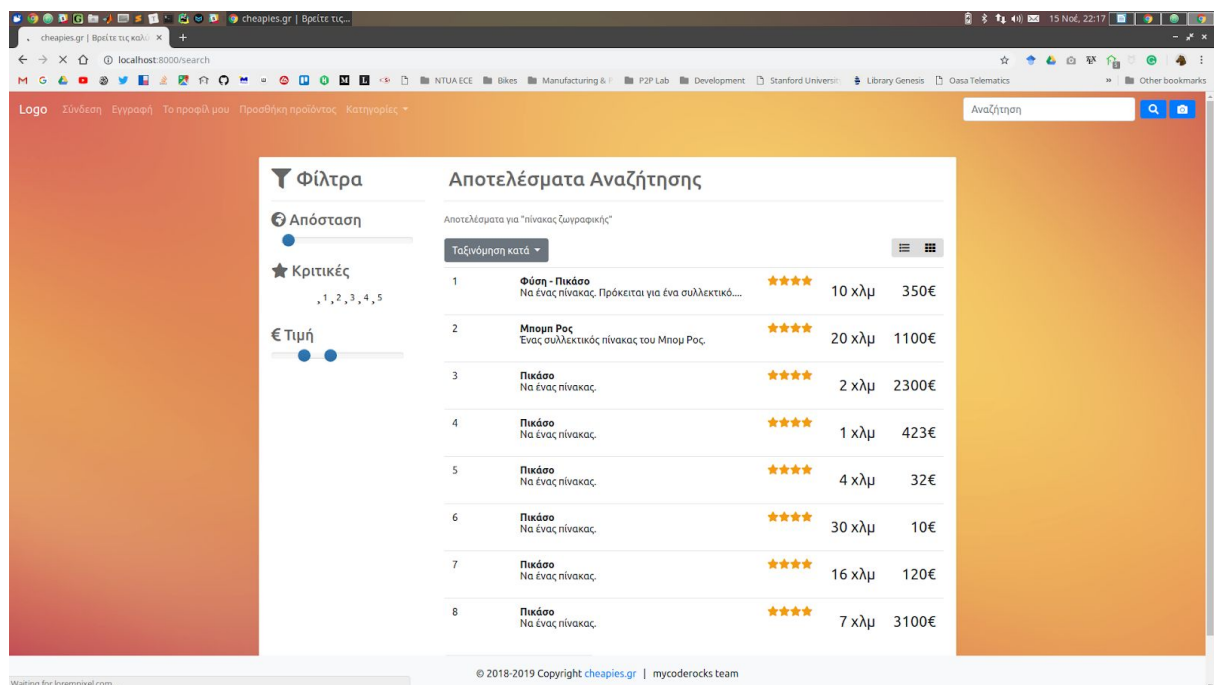 cheapies.gr | Βρείτε τις...
15 Νοέ, 22:17
cheapies.gr | Βρείτε τις καλύ
localhost:8000/search
NTUA ECE Bikes Manufacturing & P2P Lab Development Stanford Universi Library Genesis Oasa Telematics » Other bookmarks
Logo Σύνδεση Εγγραφή Το προφίλ μου Προσθήκη προϊόντος Κατηγορίες
Αναζήτηση
Φίλτρα
Αποτελέσματα Αναζήτησης
Απόσταση
Αποτελέσματα για "πίνακας ζωγραφικής"
Ταξινόμηση κατά
Κριτικές
, 1 , 2 , 3 , 4 , 5
€ Τιμή
1 Φύση - Πικάσο 10 χλμ 350€
Να ένας πίνακας. Πρόκειται για ένα συλλεκτικό....
2 Μπομπ Ρος 20 χλμ 1100€
Ένας συλλεκτικός πίνακας του Μπομ Ρος.
3 Πικάσο 2 χλμ 2300€
Να ένας πίνακας.
4 Πικάσο 1 χλμ 423€
Να ένας πίνακας.
5 Πικάσο 4 χλμ 32€
Να ένας πίνακας.
6 Πικάσο 30 χλμ 10€
Να ένας πίνακας.
7 Πικάσο 16 χλμ 120€
Να ένας πίνακας.
8 Πικάσο 7 χλμ 3100€
Να ένας πίνακας.
© 2018-2019 Copyright cheapies.gr | mycoderocks team
Waiting for lorempixel.com